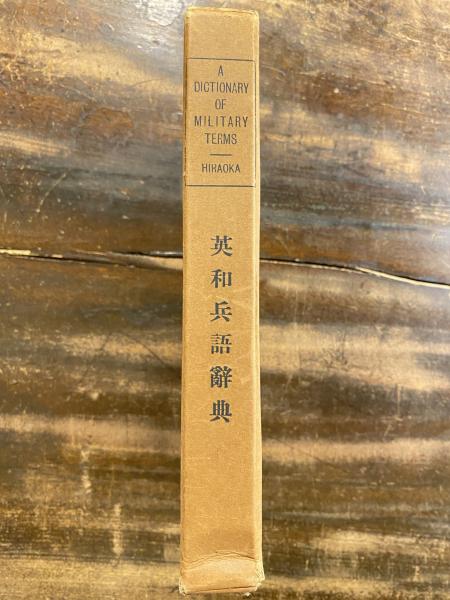 A
DICTIONARY
OF
MILITARY
TERMS
HIRAOKA
英和兵語辭典